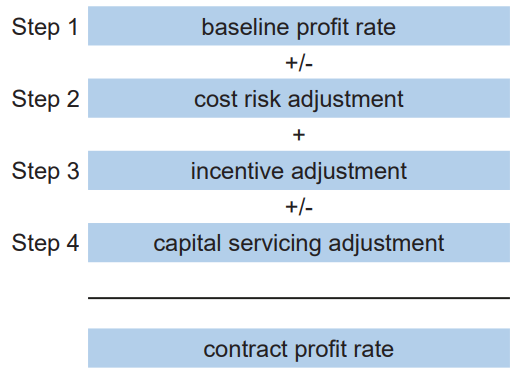 Step 1 baseline profit rate
+/-
Step 2 cost risk adjustment
+
Step 3 incentive adjustment
+/-
Step 4 capital servicing adjustment
contract profit rate